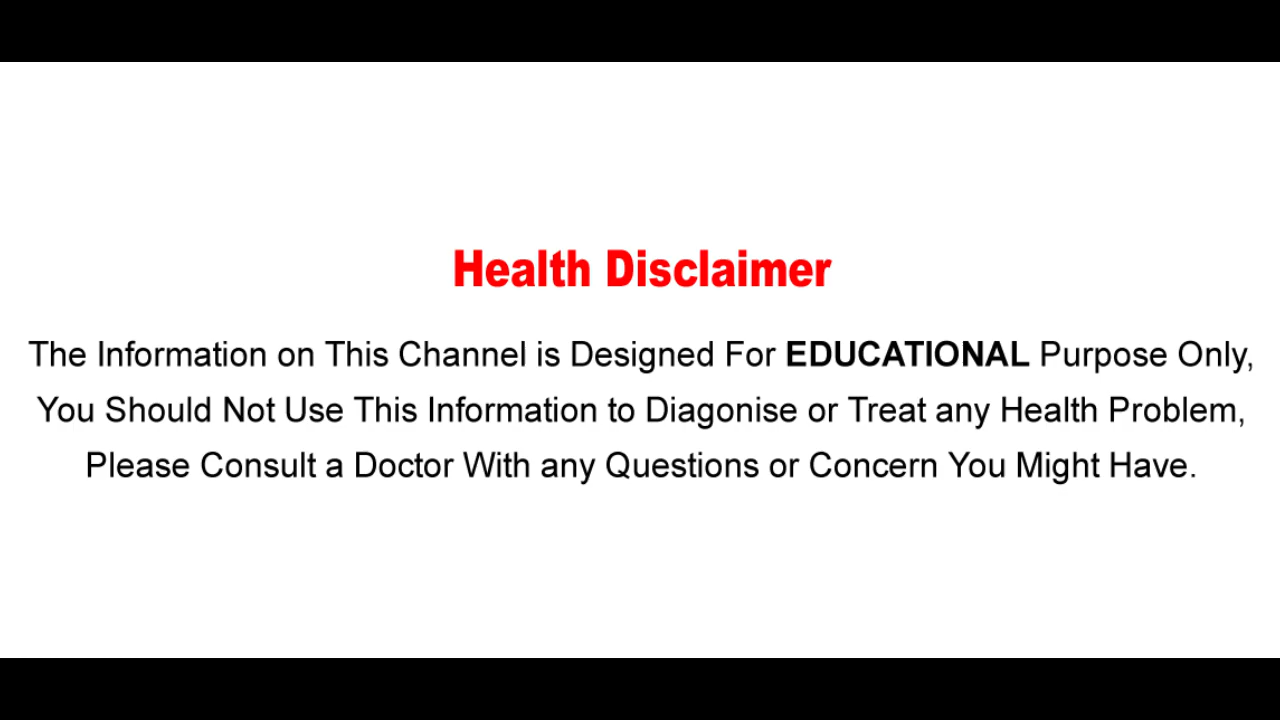 Health Disclaimer
The Information on This Channel is Designed For EDUCATIONAL Purpose Only,
You Should Not Use This Information to Diagonise or Treat any Health Problem,
Please Consult a Doctor With any Questions or Concern You Might Have.